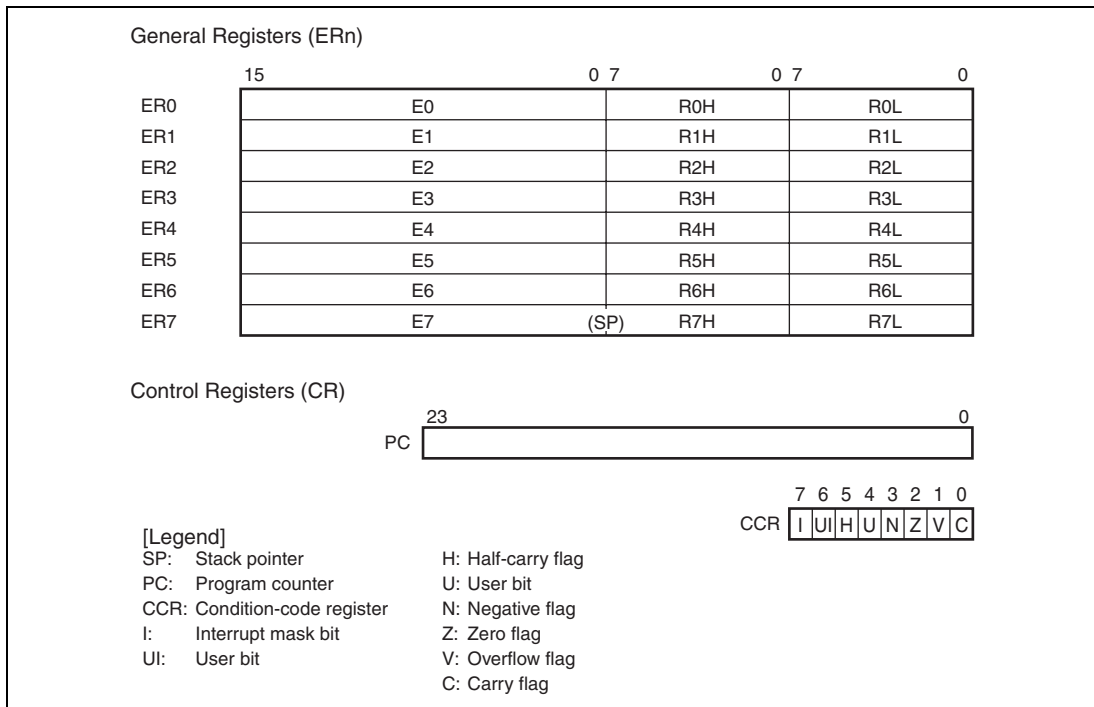 General Registers (ERn)
15 0 7 0 7 0
ER0 E0 R0H R0L
ER1 E1 R1H R1L
ER2 E2 R2H R2L
ER3 E3 R3H R3L
ER4 E4 R4H R4L
ER5 E5 R5H R5L
ER6 E6 R6H R6L
ER7 E7 (SP) R7H R7L
Control Registers (CR)
23 0
PC
7 6 5 4 3 2 1 0
CCR I UI H U N Z V C
[Legend]
SP: Stack pointer
PC: Program counter
CCR: Condition-code register
I: Interrupt mask bit
UI: User bit
H: Half-carry flag
U: User bit
N: Negative flag
Z: Zero flag
V: Overflow flag
C: Carry flag